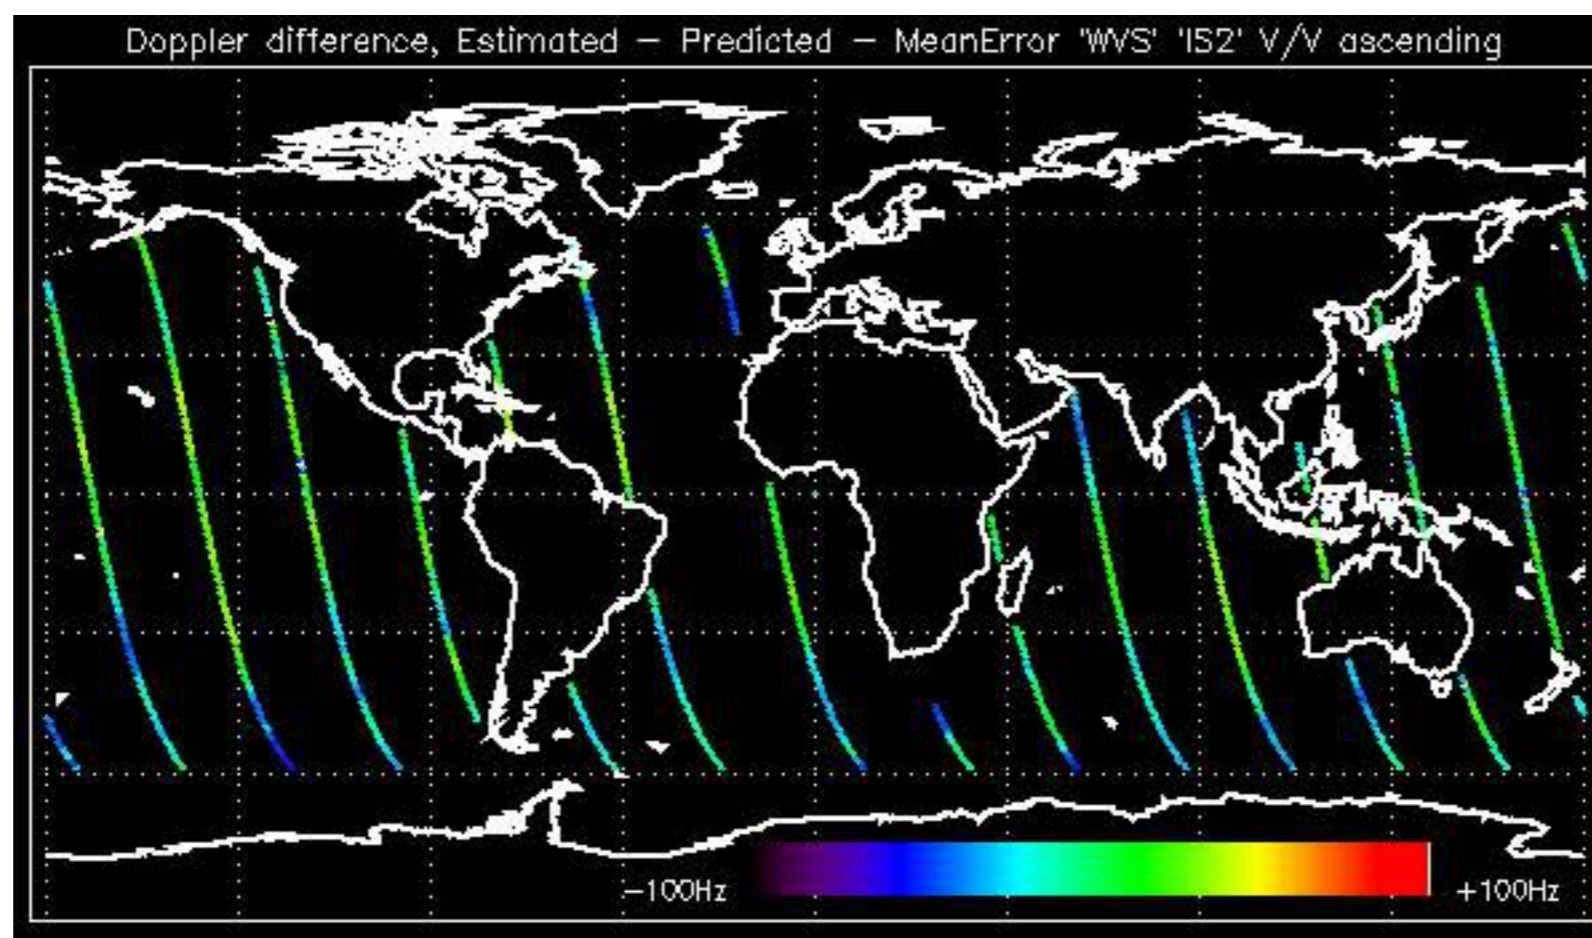 Doppler difference, Estimated – Predicted – MeanError 'WVS' 'IS2' V/V ascending
–100Hz
+100Hz